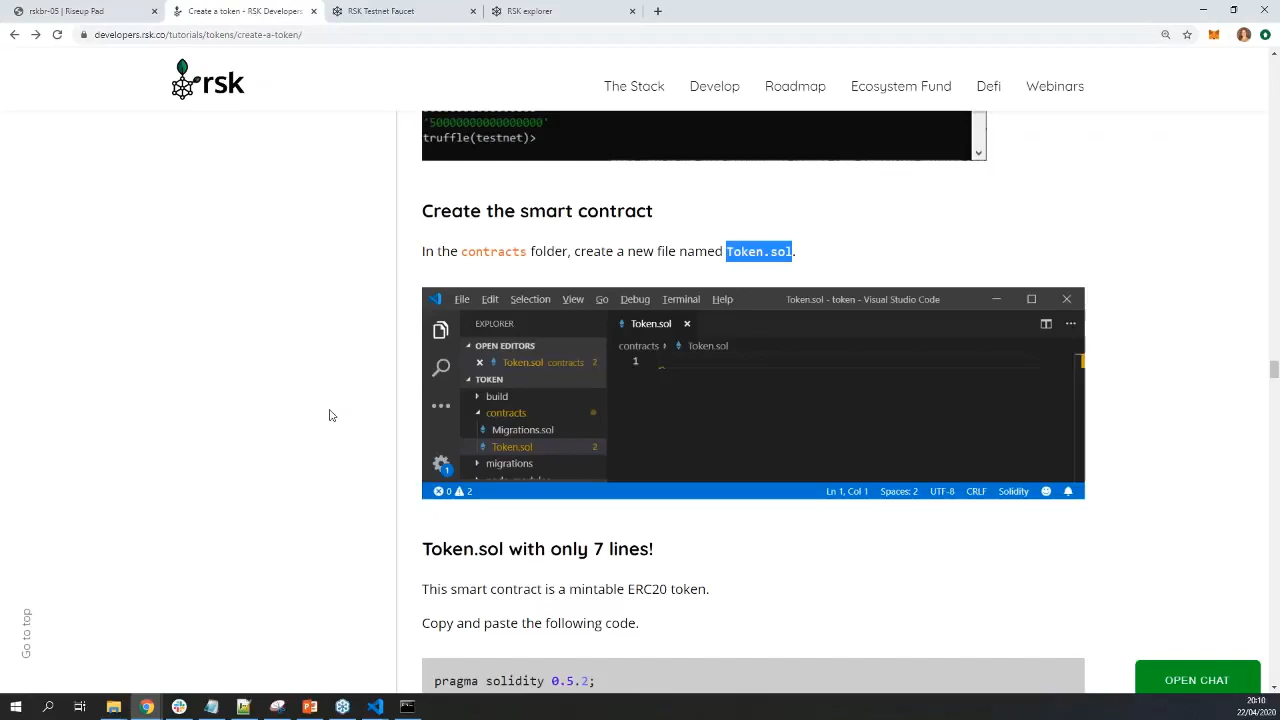 rskbr-05 | Riseup Pad
Create a token - RSK Developers
RSK Testnet Faucet
RSK explorer
developers.rsk.co/tutorials/tokens/create-a-token/
rsk
The Stack
Develop
Roadmap
Ecosystem Fund
Defi
Webinars
'50000000000000000'
truffle(testnet)>
Create the smart contract
In the contracts folder, create a new file named Token.sol.
File Edit Selection View Go Debug Terminal Help
Token.sol - token - Visual Studio Code
EXPLORER
Token.sol
OPEN EDITORS
contracts > Token.sol
Token.sol contracts 2
1
TOKEN
build
contracts
Migrations.sol
Token.sol 2
migrations
1
0 2
Ln 1, Col 1 Spaces: 2 UTF-8 CRLF Solidity
Token.sol with only 7 lines!
This smart contract is a mintable ERC20 token.
Copy and paste the following code.
pragma solidity 0.5.2;
Go to top
OPEN CHAT
20:10
22/04/2020